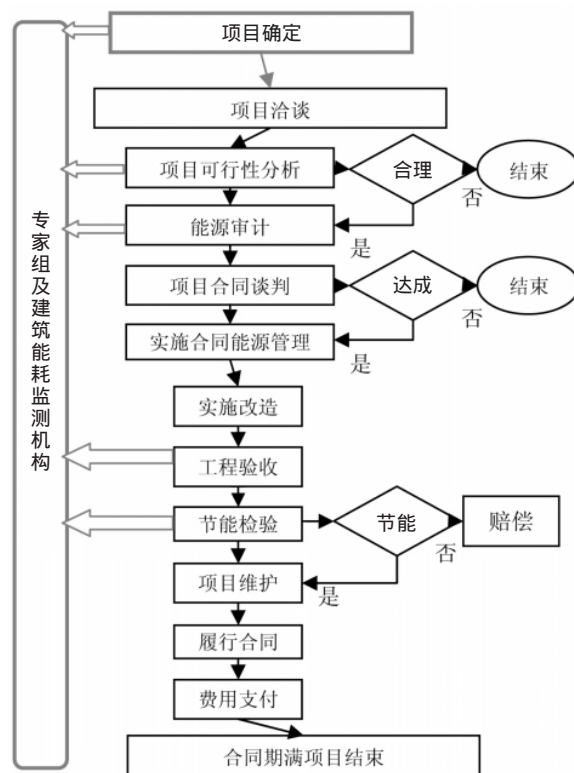 项目确定
项目洽谈
项目可行性分析
合理
结束
否
能源审计
是
项目合同谈判
达成
结束
否
实施合同能源管理
是
实施改造
工程验收
节能检验
节能
赔偿
否
项目维护
是
履行合同
费用支付
合同期满项目结束
专家组及建筑能耗监测机构